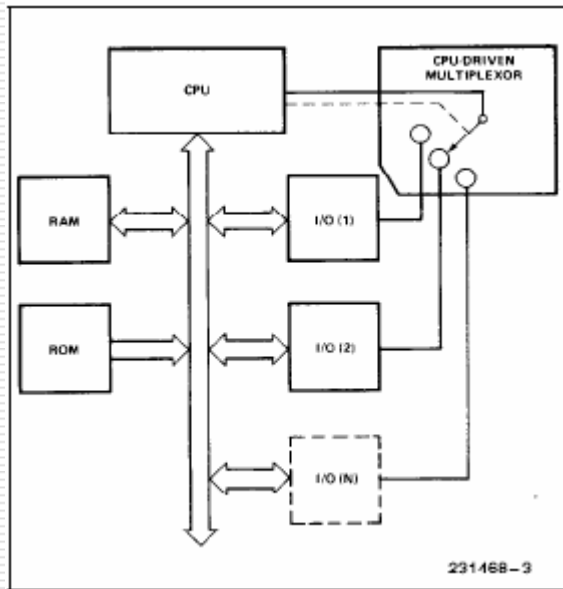 CPU-DRIVEN
MULTIPLEXOR
CPU
RAM
I/O (1)
ROM
I/O (2)
I/O (N)
231468-3